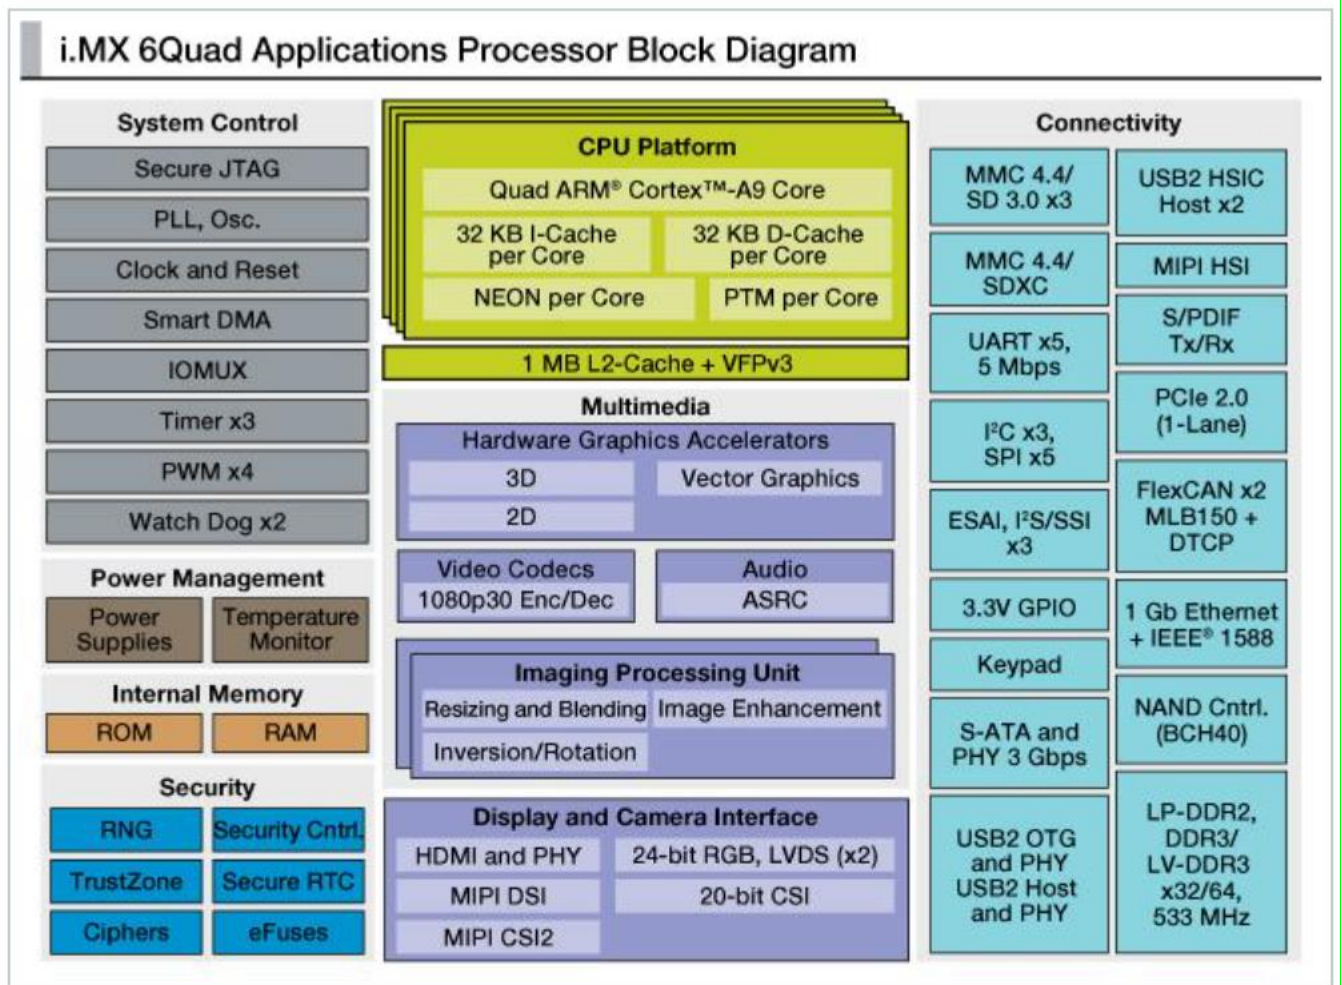 i.MX 6Quad Applications Processor Block Diagram
System Control
Secure JTAG
PLL, Osc.
Clock and Reset
Smart DMA
IOMUX
Timer x3
PWM x4
Watch Dog x2
Power Management
Power
Supplies
Temperature
Monitor
Internal Memory
ROM
RAM
Security
RNG
Security Cntrl.
TrustZone
Secure RTC
Ciphers
eFuses
CPU Platform
Quad ARM® Cortex™-A9 Core
32 KB I-Cache
per Core
32 KB D-Cache
per Core
NEON per Core
PTM per Core
1 MB L2-Cache + VFPv3
Multimedia
Hardware Graphics Accelerators
3D
Vector Graphics
2D
Video Codecs
1080p30 Enc/Dec
Audio
ASRC
Imaging Processing Unit
Resizing and Blending
Image Enhancement
Inversion/Rotation
Display and Camera Interface
HDMI and PHY
24-bit RGB, LVDS (x2)
MIPI DSI
20-bit CSI
MIPI CSI2
Connectivity
MMC 4.4/
SD 3.0 x3
MMC 4.4/
SDXC
UART x5,
5 Mbps
I²C x3,
SPI x5
ESAI, I²S/SSI
x3
3.3V GPIO
Keypad
S-ATA and
PHY 3 Gbps
USB2 OTG
and PHY
USB2 Host
and PHY
USB2 HSIC
Host x2
MIPI HSI
S/PDIF
Tx/Rx
PCIe 2.0
(1-Lane)
FlexCAN x2
MLB150 +
DTCP
1 Gb Ethernet
+ IEEE® 1588
NAND Cntrl.
(BCH40)
LP-DDR2,
DDR3/
LV-DDR3
x32/64,
533 MHz